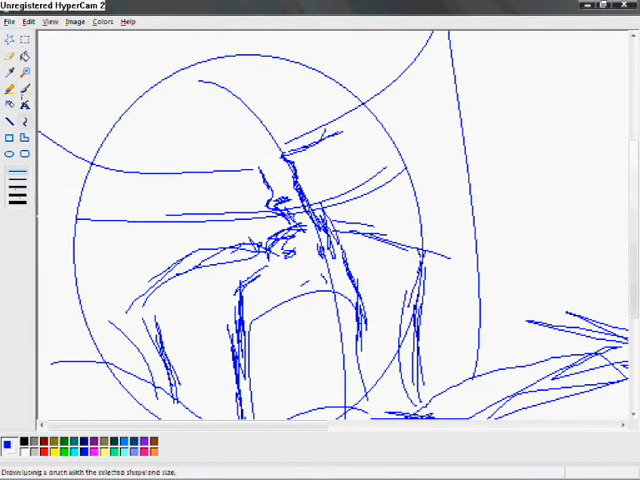 Unregistered HyperCam 2
File Edit View Image Colors Help
A
Draws using a brush with the selected shape and size.